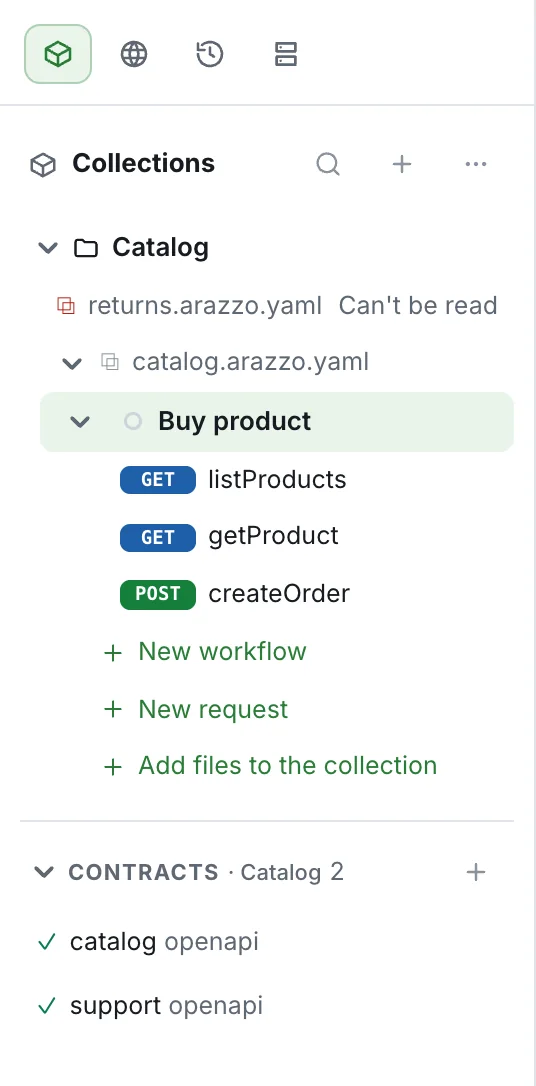 Collections
Catalog
returns.arazzo.yaml Can't be read
catalog.arazzo.yaml
Buy product
GET listProducts
GET getProduct
POST createOrder
+ New workflow
+ New request
+ Add files to the collection
CONTRACTS · Catalog 2
catalog openapi
support openapi